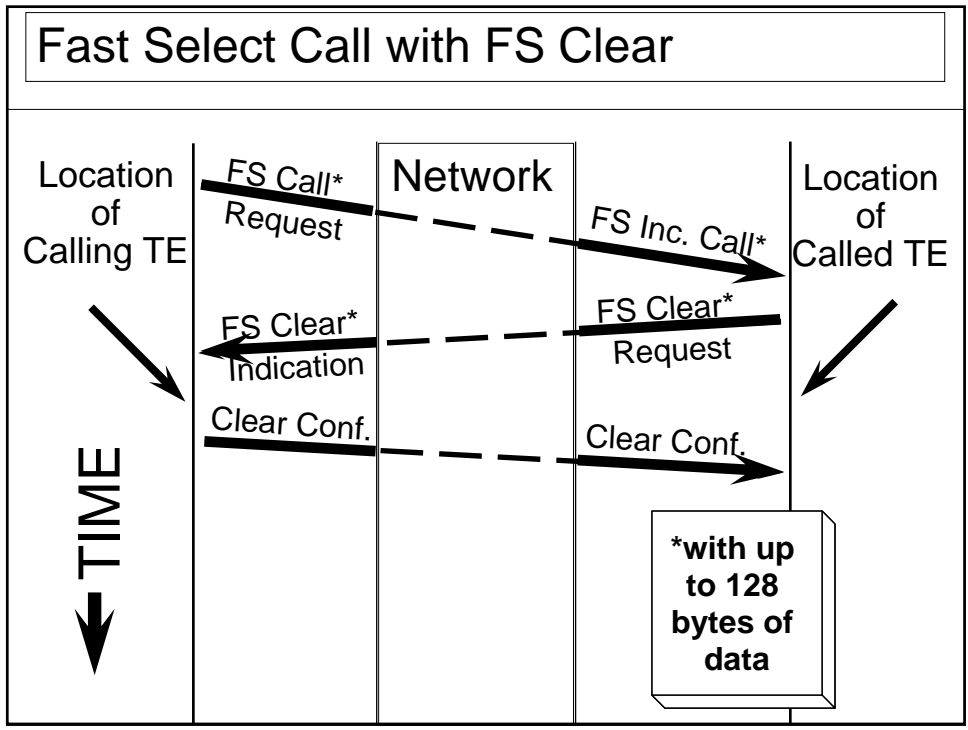 Fast Select Call with FS Clear
Location
of
Calling TE
FS Call*
Request
Network
FS Inc. Call*
Location
of
Called TE
FS Clear*
Indication
FS Clear*
Request
Clear Conf.
Clear Conf.
TIME
*with up
to 128
bytes of
data